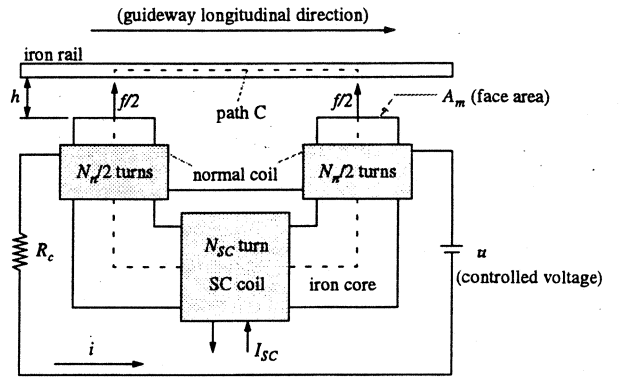 (guideway longitudinal direction)
iron rail
h
f/2
path C
f/2
A_m (face area)
N_n/2 turns
normal coil
N_n/2 turns
R_c
N_SC turn
SC coil
iron core
u
(controlled voltage)
i
I_SC